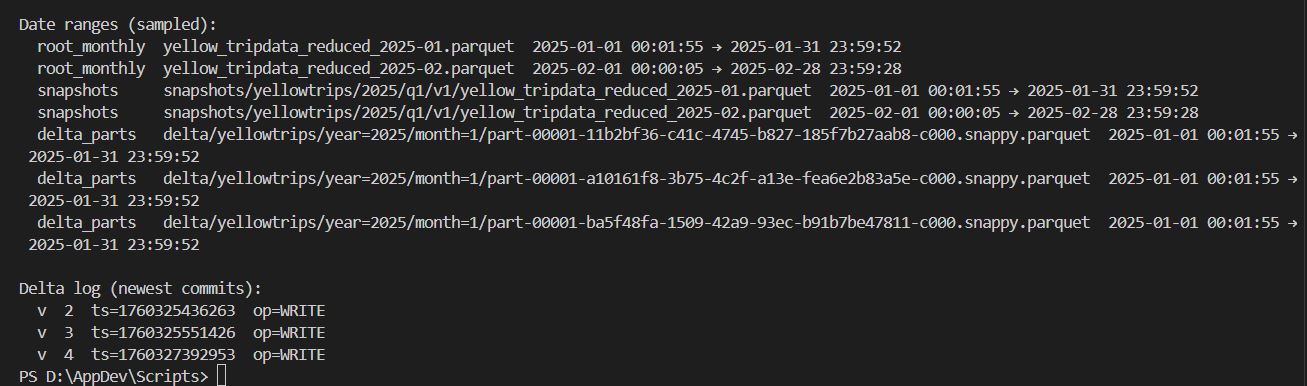 Date ranges (sampled):
root_monthly yellow_tripdata_reduced_2025-01.parquet 2025-01-01 00:01:55 → 2025-01-31 23:59:52
root_monthly yellow_tripdata_reduced_2025-02.parquet 2025-02-01 00:00:05 → 2025-02-28 23:59:28
snapshots snapshots/yellowtrips/2025/q1/v1/yellow_tripdata_reduced_2025-01.parquet 2025-01-01 00:01:55 → 2025-01-31 23:59:52
snapshots snapshots/yellowtrips/2025/q1/v1/yellow_tripdata_reduced_2025-02.parquet 2025-02-01 00:00:05 → 2025-02-28 23:59:28
delta_parts delta/yellowtrips/year=2025/month=1/part-00001-11b2bf36-c41c-4745-b827-185f7b27aab8-c000.snappy.parquet 2025-01-01 00:01:55 →
2025-01-31 23:59:52
delta_parts delta/yellowtrips/year=2025/month=1/part-00001-a10161f8-3b75-4c2f-a13e-fea6e2b83a5e-c000.snappy.parquet 2025-01-01 00:01:55 →
2025-01-31 23:59:52
delta_parts delta/yellowtrips/year=2025/month=1/part-00001-ba5f48fa-1509-42a9-93ec-b91b7be47811-c000.snappy.parquet 2025-01-01 00:01:55 →
2025-01-31 23:59:52
Delta log (newest commits):
v 2 ts=1760325436263 op=WRITE
v 3 ts=1760325551426 op=WRITE
v 4 ts=1760327392953 op=WRITE
PS D:\AppDev\Scripts>